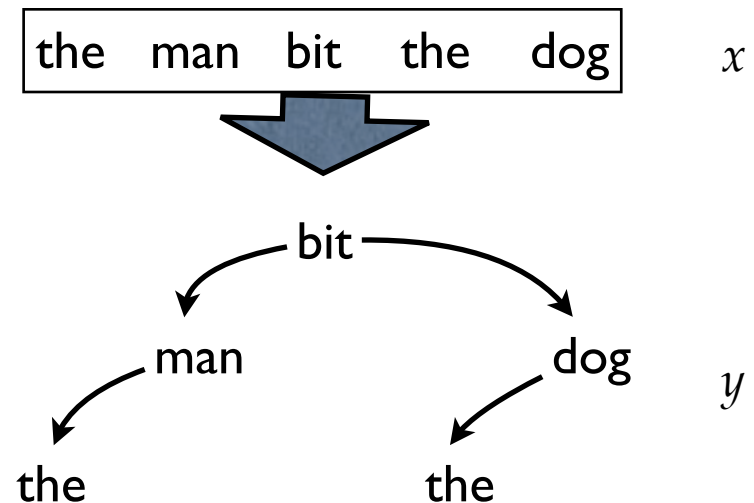 the man bit the dog x
bit
man dog
y
the the